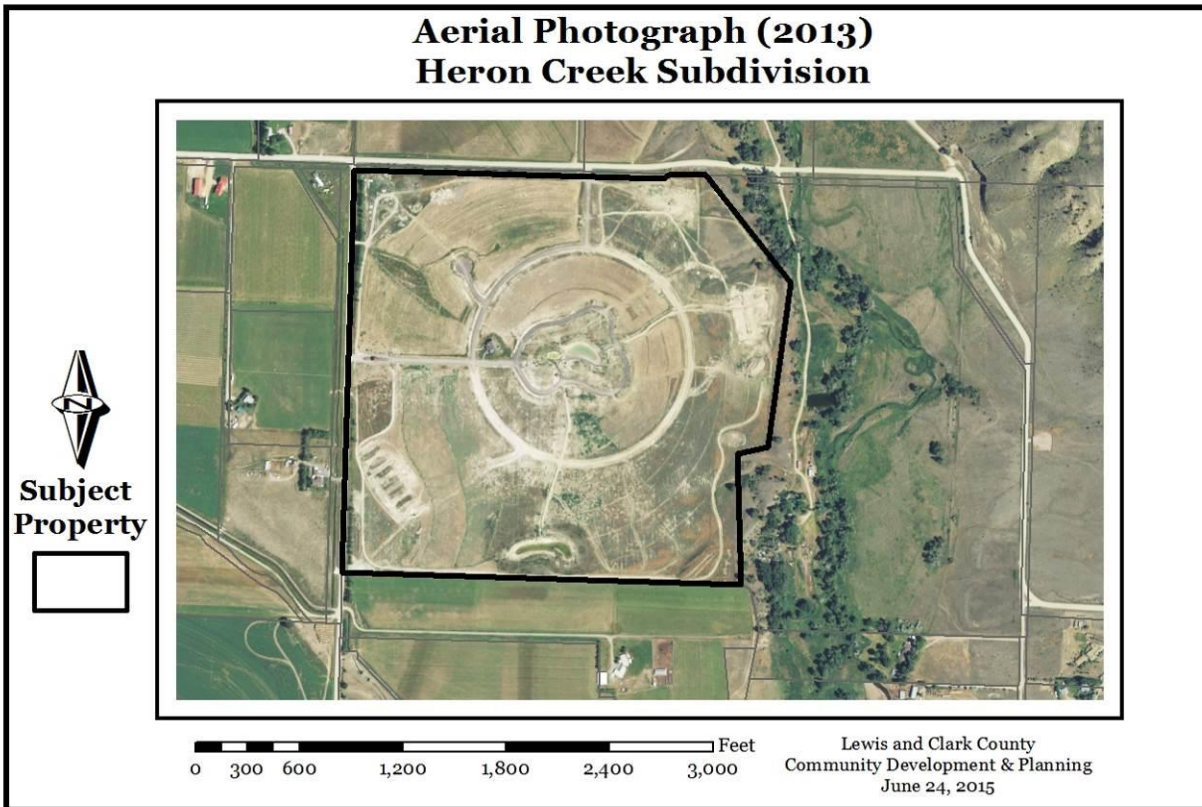 Aerial Photograph (2013)
Heron Creek Subdivision
N
Subject
Property
Feet
0 300 600 1,200 1,800 2,400 3,000
Lewis and Clark County
Community Development & Planning
June 24, 2015